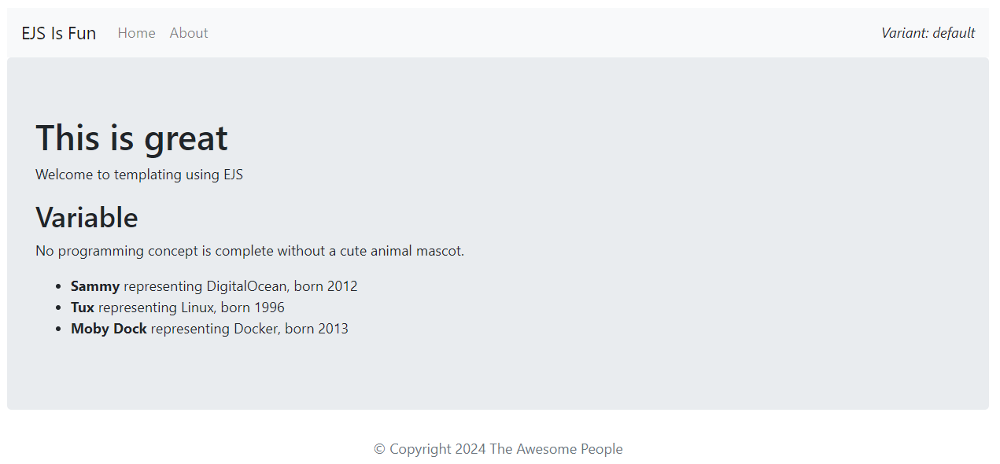 EJS Is Fun Home About Variant: default
This is great
Welcome to templating using EJS
Variable
No programming concept is complete without a cute animal mascot.
• Sammy representing DigitalOcean, born 2012
• Tux representing Linux, born 1996
• Moby Dock representing Docker, born 2013
© Copyright 2024 The Awesome People